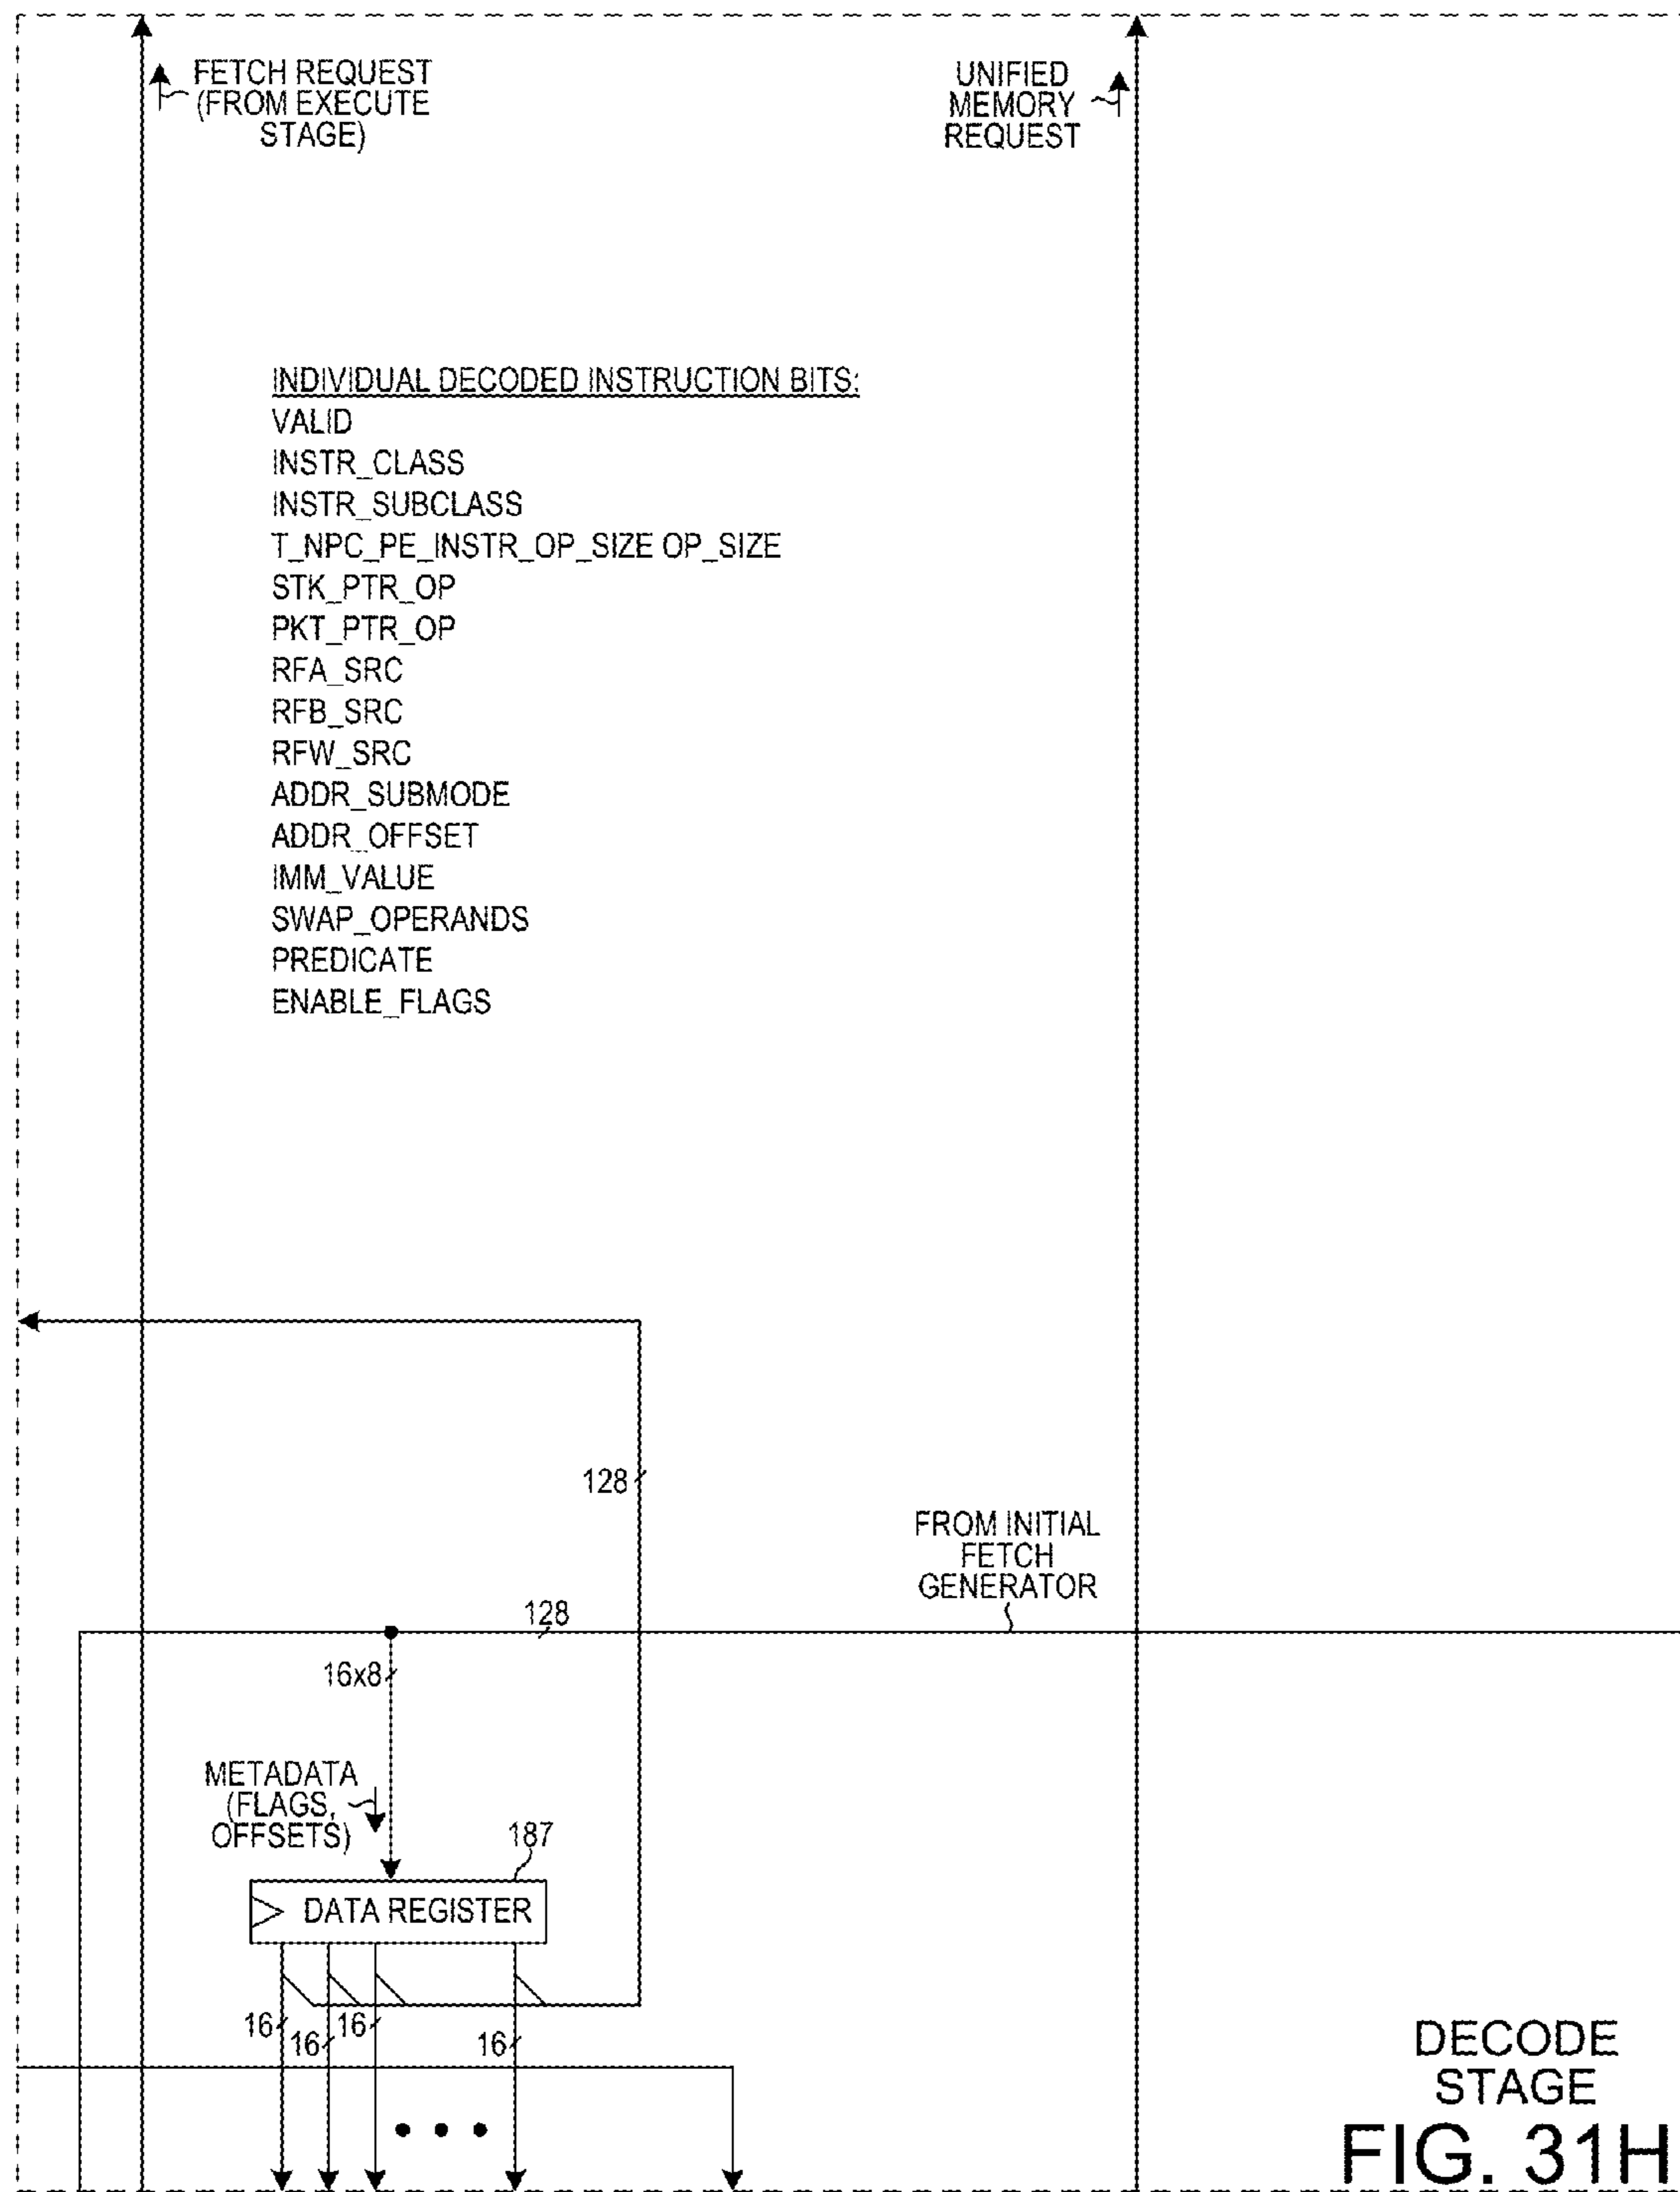 FETCH REQUEST
(FROM EXECUTE
STAGE)
UNIFIED
MEMORY
REQUEST
INDIVIDUAL DECODED INSTRUCTION BITS:
VALID
INSTR_CLASS
INSTR_SUBCLASS
T_NPC_PE_INSTR_OP_SIZE OP_SIZE
STK_PTR_OP
PKT_PTR_OP
RFA_SRC
RFB_SRC
RFW_SRC
ADDR_SUBMODE
ADDR_OFFSET
IMM_VALUE
SWAP_OPERANDS
PREDICATE
ENABLE_FLAGS
128
FROM INITIAL
FETCH
GENERATOR
128
16x8
METADATA
(FLAGS,
OFFSETS)
187
DATA REGISTER
16
16
16
16
DECODE
STAGE
FIG. 31H